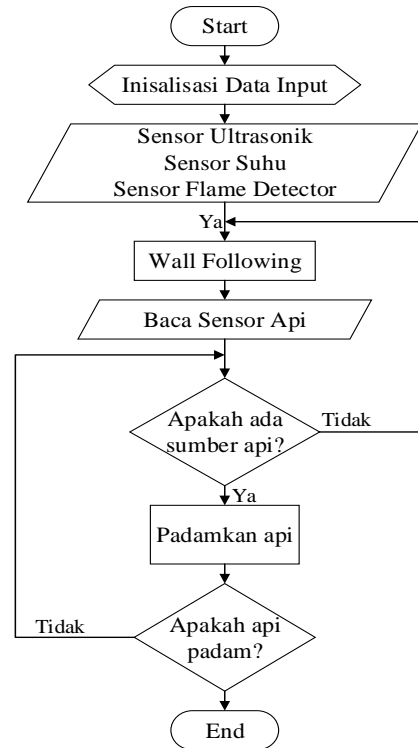 Start
Inisalisasi Data Input
Sensor Ultrasonik
Sensor Suhu
Sensor Flame Detector
Ya
Wall Following
Baca Sensor Api
Apakah ada
sumber api?
Tidak
Ya
Padamkan api
Tidak
Apakah api
padam?
End